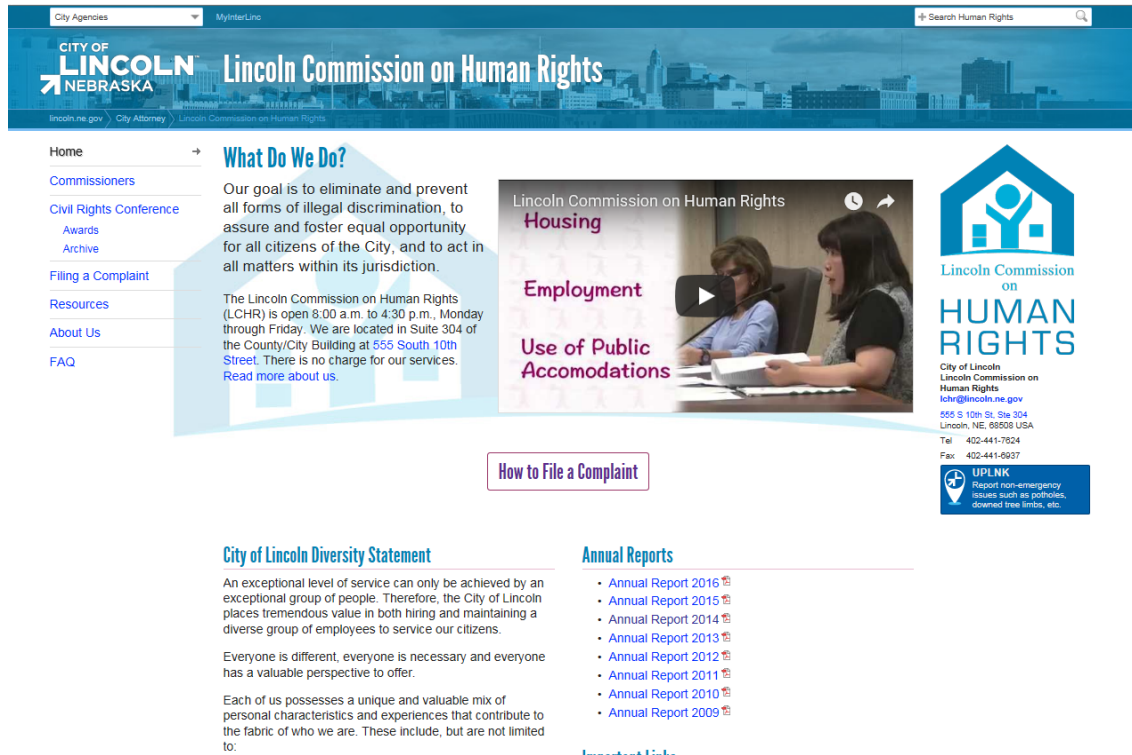 City Agencies
MyInterLinc
Search Human Rights
CITY OF
LINCOLN
NEBRASKA
Lincoln Commission on Human Rights
lincoln.ne.gov
City Attorney
Lincoln Commission on Human Rights
Home
Commissioners
Civil Rights Conference
Awards
Archive
Filing a Complaint
Resources
About Us
FAQ
What Do We Do?
Our goal is to eliminate and prevent
all forms of illegal discrimination, to
assure and foster equal opportunity
for all citizens of the City, and to act in
all matters within its jurisdiction.
The Lincoln Commission on Human Rights
(LCHR) is open 8:00 a.m. to 4:30 p.m., Monday
through Friday. We are located in Suite 304 of
the County/City Building at 555 South 10th
Street. There is no charge for our services.
Read more about us.
Lincoln Commission on Human Rights
Housing
Employment
Use of Public
Accomodations
Lincoln Commission
on
HUMAN
RIGHTS
City of Lincoln
Lincoln Commission on
Human Rights
lchr@lincoln.ne.gov
555 S 10th St, Ste 304
Lincoln, NE, 68508 USA
Tel 402-441-7624
Fax 402-441-6937
UPLNK
Report non-emergency
issues such as potholes,
downed tree limbs, etc.
How to File a Complaint
City of Lincoln Diversity Statement
An exceptional level of service can only be achieved by an
exceptional group of people. Therefore, the City of Lincoln
places tremendous value in both hiring and maintaining a
diverse group of employees to service our citizens.
Everyone is different, everyone is necessary and everyone
has a valuable perspective to offer.
Each of us possesses a unique and valuable mix of
personal characteristics and experiences that contribute to
the fabric of who we are. These include, but are not limited
to:
Annual Reports
• Annual Report 2016
• Annual Report 2015
• Annual Report 2014
• Annual Report 2013
• Annual Report 2012
• Annual Report 2011
• Annual Report 2010
• Annual Report 2009
Important Links